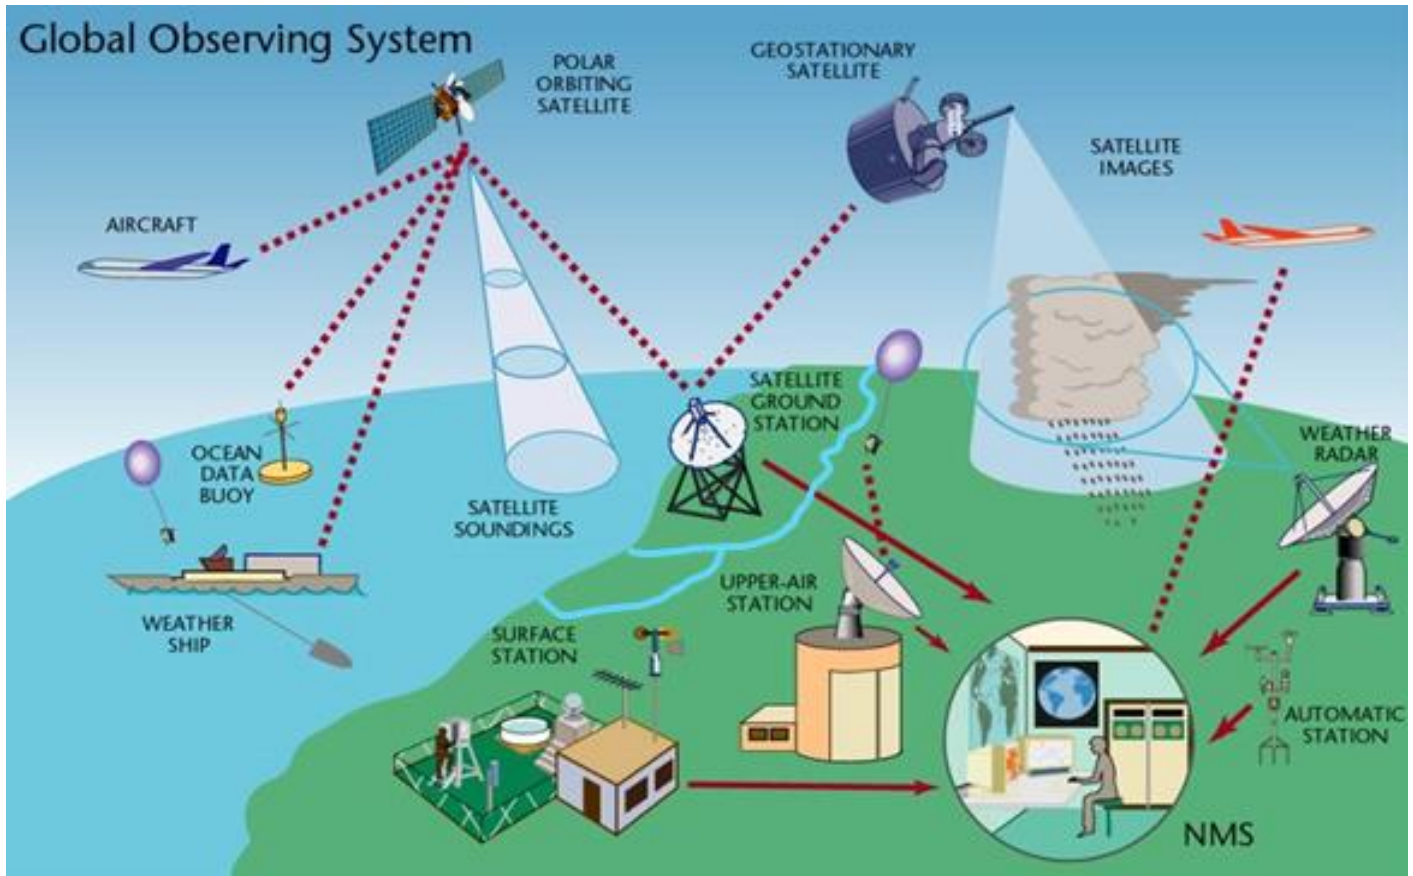 Global Observing System
POLAR
ORBITING
SATELLITE
GEOSTATIONARY
SATELLITE
SATELLITE
IMAGES
AIRCRAFT
SATELLITE
GROUND
STATION
OCEAN
DATA
BUOY
WEATHER
RADAR
SATELLITE
SOUNDINGS
UPPER-AIR
STATION
WEATHER
SHIP
SURFACE
STATION
AUTOMATIC
STATION
NMS